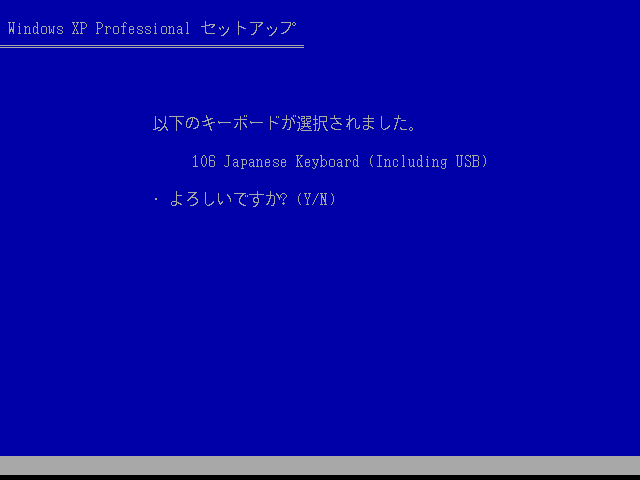 Windows XP Professional セットアップ
以下のキーボードが選択されました。
106 Japanese Keyboard (Including USB)
・ よろしいですか? (Y/N)